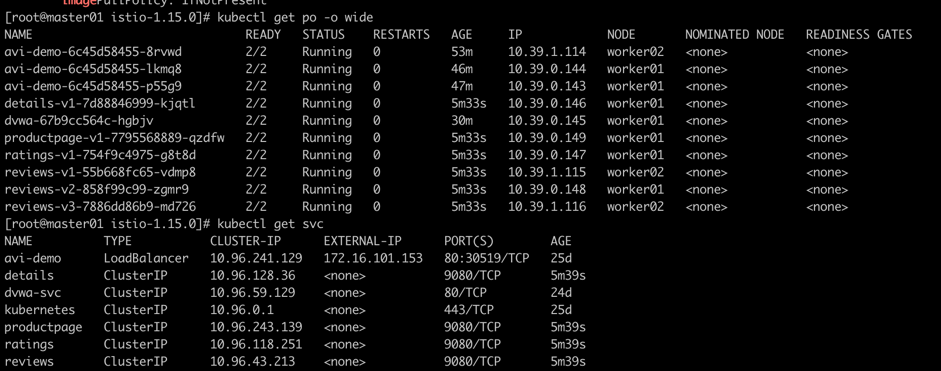 imagePullPolicy: IfNotPresent
[root@master01 istio-1.15.0]# kubectl get po -o wide
NAME READY STATUS RESTARTS AGE IP NODE NOMINATED NODE READINESS GATES
avi-demo-6c45d58455-8rvwd 2/2 Running 0 53m 10.39.1.114 worker02 <none> <none>
avi-demo-6c45d58455-lkmq8 2/2 Running 0 46m 10.39.0.144 worker01 <none> <none>
avi-demo-6c45d58455-p55g9 2/2 Running 0 47m 10.39.0.143 worker01 <none> <none>
details-v1-7d88846999-kjqtl 2/2 Running 0 5m33s 10.39.0.146 worker01 <none> <none>
dvwa-67b9cc564c-hgbjv 2/2 Running 0 30m 10.39.0.145 worker01 <none> <none>
productpage-v1-7795568889-qzdfw 2/2 Running 0 5m33s 10.39.0.149 worker01 <none> <none>
ratings-v1-754f9c4975-g8t8d 2/2 Running 0 5m33s 10.39.0.147 worker01 <none> <none>
reviews-v1-55b668fc65-vdmp8 2/2 Running 0 5m33s 10.39.1.115 worker02 <none> <none>
reviews-v2-858f99c99-zgmr9 2/2 Running 0 5m33s 10.39.0.148 worker01 <none> <none>
reviews-v3-7886dd86b9-md726 2/2 Running 0 5m33s 10.39.1.116 worker02 <none> <none>
[root@master01 istio-1.15.0]# kubectl get svc
NAME TYPE CLUSTER-IP EXTERNAL-IP PORT(S) AGE
avi-demo LoadBalancer 10.96.241.129 172.16.101.153 80:30519/TCP 25d
details ClusterIP 10.96.128.36 <none> 9080/TCP 5m39s
dvwa-svc ClusterIP 10.96.59.129 <none> 80/TCP 24d
kubernetes ClusterIP 10.96.0.1 <none> 443/TCP 25d
productpage ClusterIP 10.96.243.139 <none> 9080/TCP 5m39s
ratings ClusterIP 10.96.118.251 <none> 9080/TCP 5m39s
reviews ClusterIP 10.96.43.213 <none> 9080/TCP 5m39s